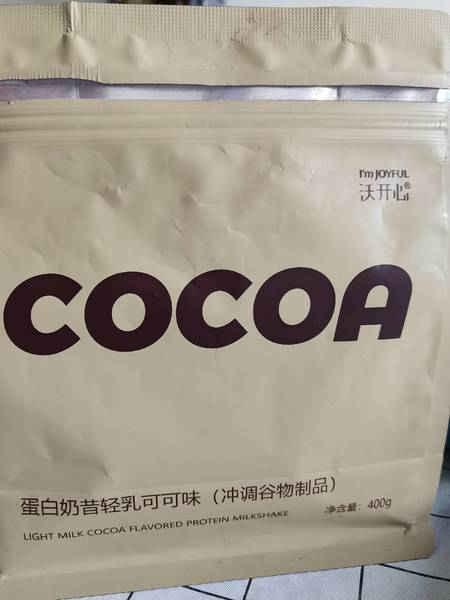 I'm JOYFUL
沃开心®
COCOA
蛋白奶昔轻乳可可味（冲调谷物制品）
LIGHT MILK COCOA FLAVORED PROTEIN MILKSHAKE
净含量: 400g